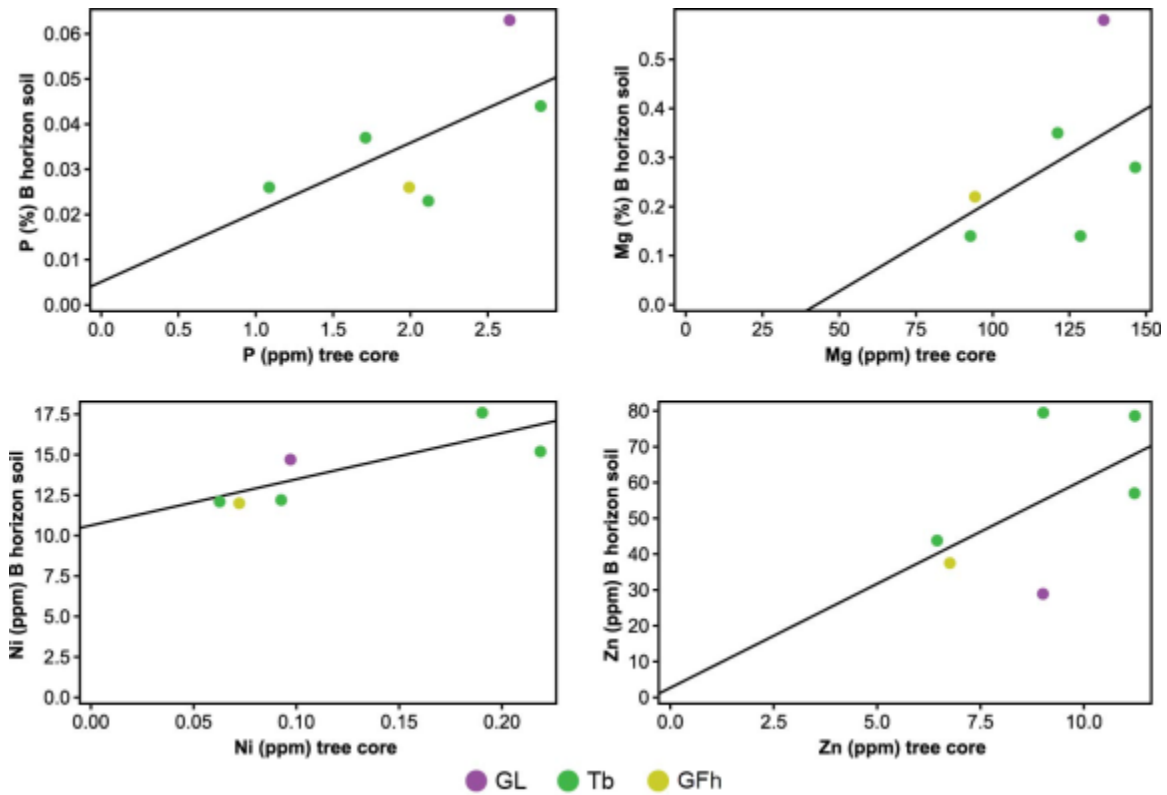 0.06
0.05
0.04
0.03
0.02
0.01
0.00
P (%) B horizon soil
0.0 0.5 1.0 1.5 2.0 2.5
P (ppm) tree core
0.5
0.4
0.3
0.2
0.1
0.0
Mg (%) B horizon soil
0 25 50 75 100 125 150
Mg (ppm) tree core
17.5
15.0
12.5
10.0
7.5
5.0
2.5
0.0
Ni (ppm) B horizon soil
0.00 0.05 0.10 0.15 0.20
Ni (ppm) tree core
80
70
60
50
40
30
20
10
0
Zn (ppm) B horizon soil
0.0 2.5 5.0 7.5 10.0
Zn (ppm) tree core
GL Tb GFh